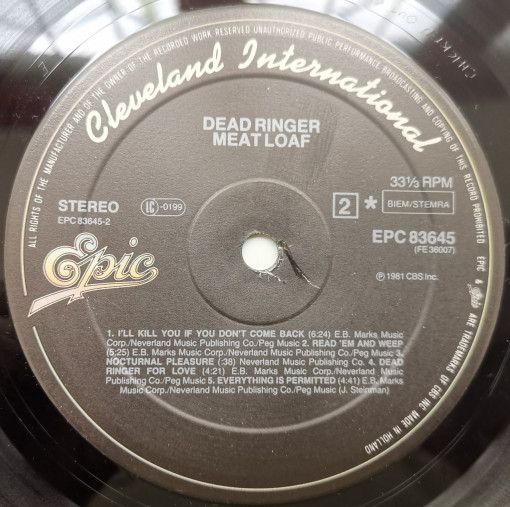 ALL RIGHTS OF THE MANUFACTURER AND OF THE OWNER OF THE RECORDED WORK RESERVED UNAUTHORIZED PUBLIC PERFORMANCE BROADCASTING AND COPYING OF THIS RECORD PROHIBITED EPIC & ARE TRADEMARKS OF CBS INC MADE IN HOLLAND
Cleveland International
DEAD RINGER
MEAT LOAF
STEREO
EPC 83645-2
LC -0199
2 *
33⅓ RPM
BIEM/STEMRA
EPC 83645
(FE 36007)
Epic
℗ 1981 CBS Inc.
1. I'LL KILL YOU IF YOU DON'T COME BACK (6:24) E.B. Marks Music
Corp./Neverland Music Publishing Co/Peg Music 2. READ 'EM AND WEEP
(5:25) E.B. Marks Music Corp./Neverland Music Publishing Co/Peg Music 3.
NOCTURNAL PLEASURE (:38) Neverland Music Publishing Co. 4. DEAD
RINGER FOR LOVE (4:21) E.B. Marks Music Corp/Neverland Music
Publishing Co./Peg Music 5. EVERYTHING IS PERMITTED (4:41) E.B. Marks
Music Corp./Neverland Music Publishing Co/Peg Music (J. Steinman)